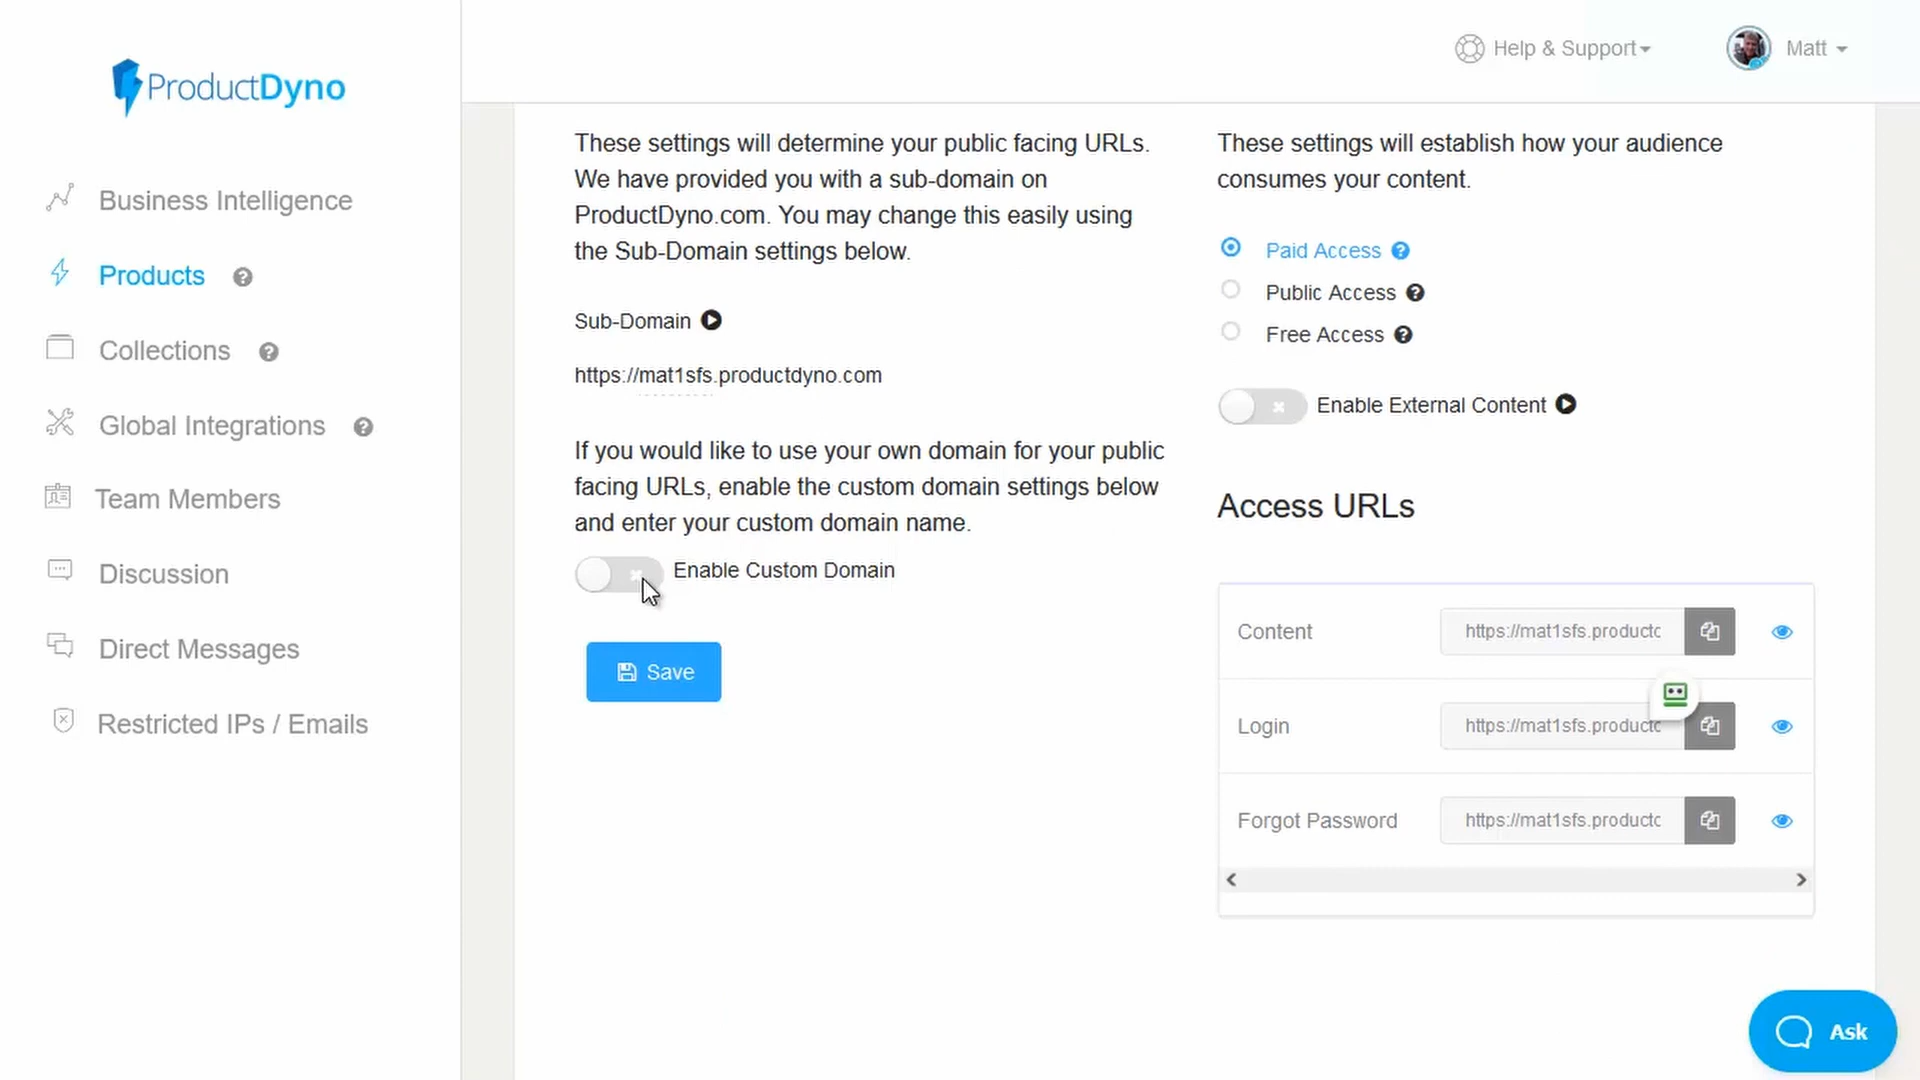 ProductDyno
Business Intelligence
Products
Collections
Global Integrations
Team Members
Discussion
Direct Messages
Restricted IPs / Emails
Help & Support
Matt
These settings will determine your public facing URLs.
We have provided you with a sub-domain on
ProductDyno.com. You may change this easily using
the Sub-Domain settings below.
Sub-Domain
https://mat1sfs.productdyno.com
If you would like to use your own domain for your public
facing URLs, enable the custom domain settings below
and enter your custom domain name.
Enable Custom Domain
Save
These settings will establish how your audience
consumes your content.
Paid Access
Public Access
Free Access
Enable External Content
Access URLs
Content https://mat1sfs.productc
Login https://mat1sfs.productc
Forgot Password https://mat1sfs.productc
Ask